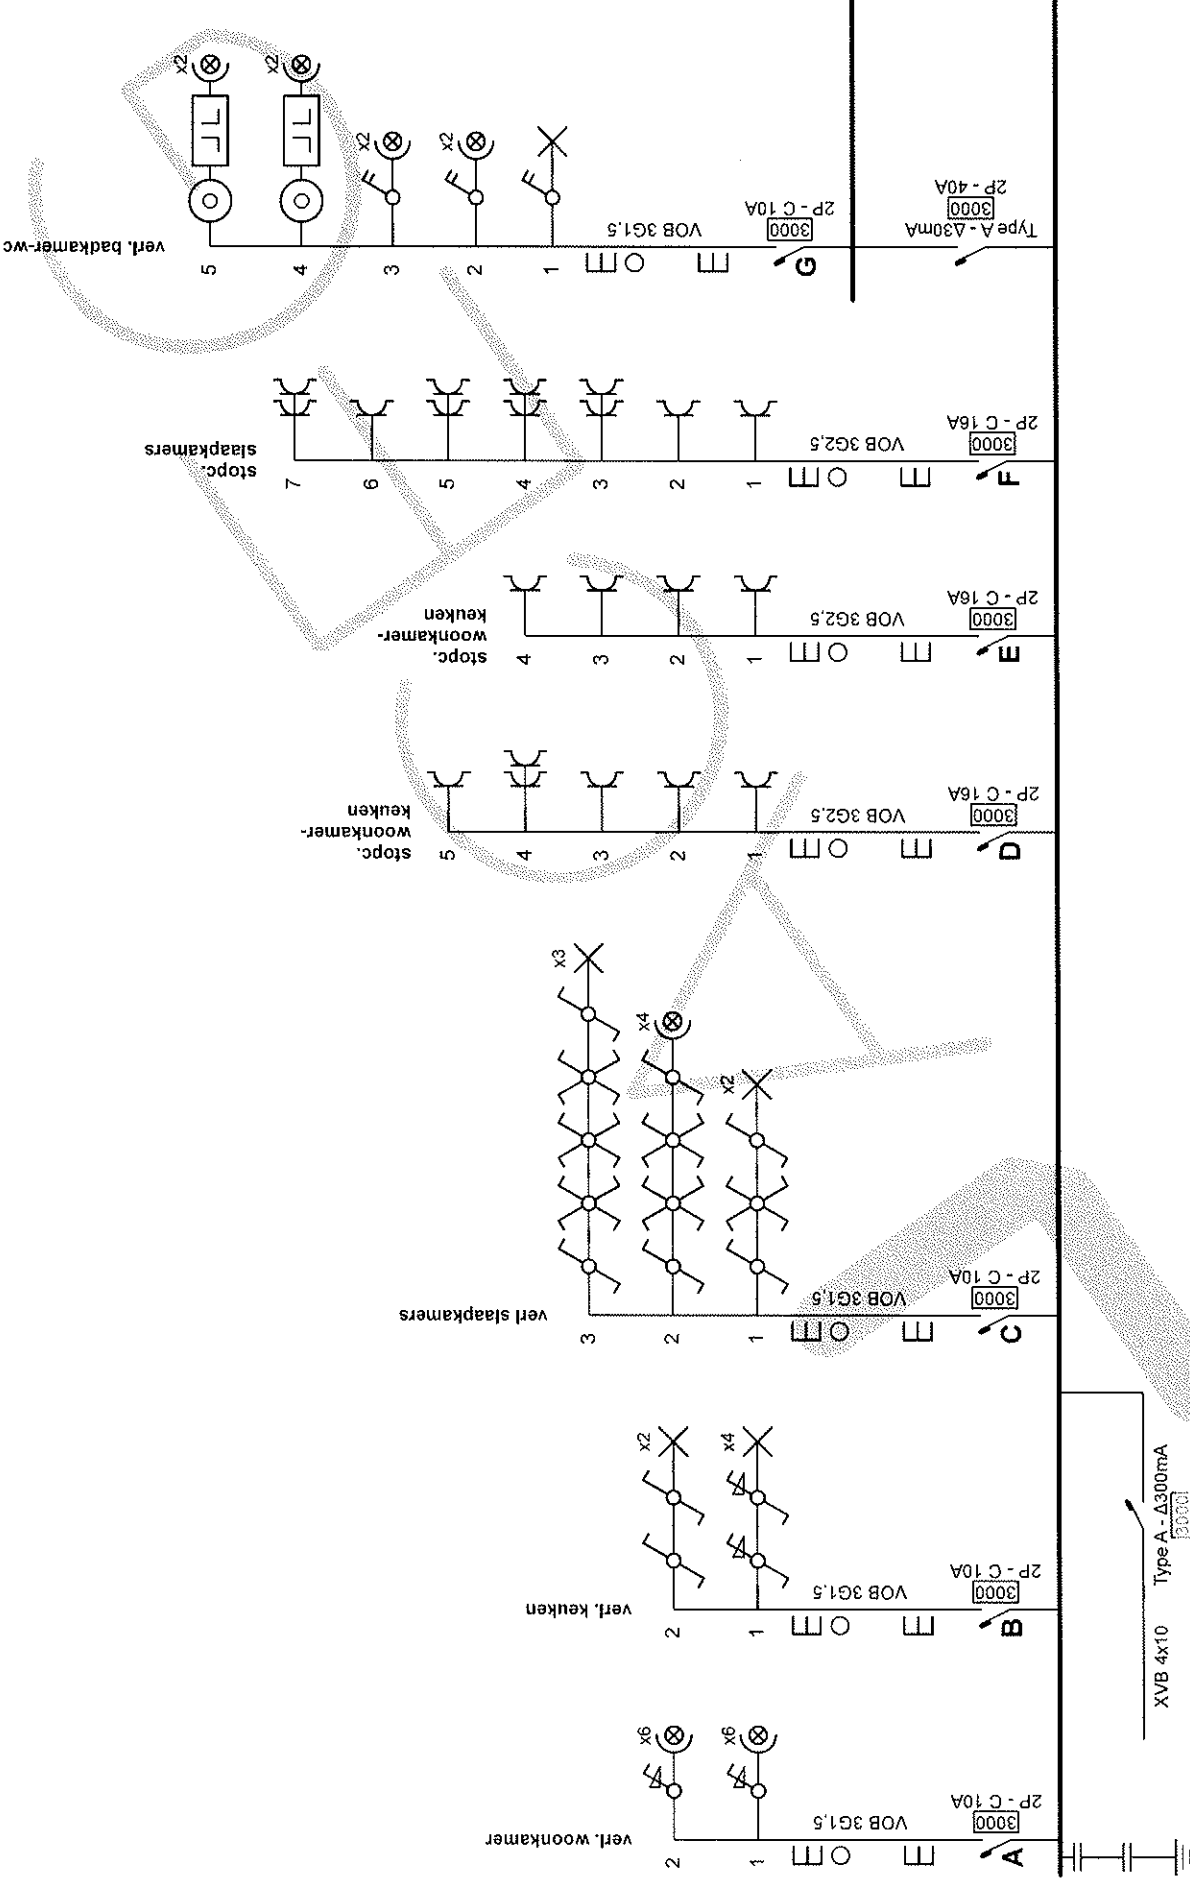 verl. woonkamer
2
x6
1
x6
VOB 3G1,5
A
3000
2P - C 10A
verl. keuken
2
x2
1
x4
VOB 3G1,5
B
3000
2P - C 10A
XVB 4x10
Type A - Δ300mA
3000
verl slaapkamers
3
x3
2
x4
1
x2
VOB 3G1,5
C
3000
2P - C 10A
stopc.
woonkamer-
keuken
5
4
3
2
1
VOB 3G2,5
D
3000
2P - C 16A
stopc.
woonkamer-
keuken
4
3
2
1
VOB 3G2,5
E
3000
2P - C 16A
stopc.
slaapkamers
7
6
5
4
3
2
1
VOB 3G2,5
F
3000
2P - C 16A
verl. badkamer-wc
5
x2
4
x2
3
x2
2
x2
1
VOB 3G1,5
G
3000
2P - C 10A
Type A - Δ30mA
3000
2P - 40A